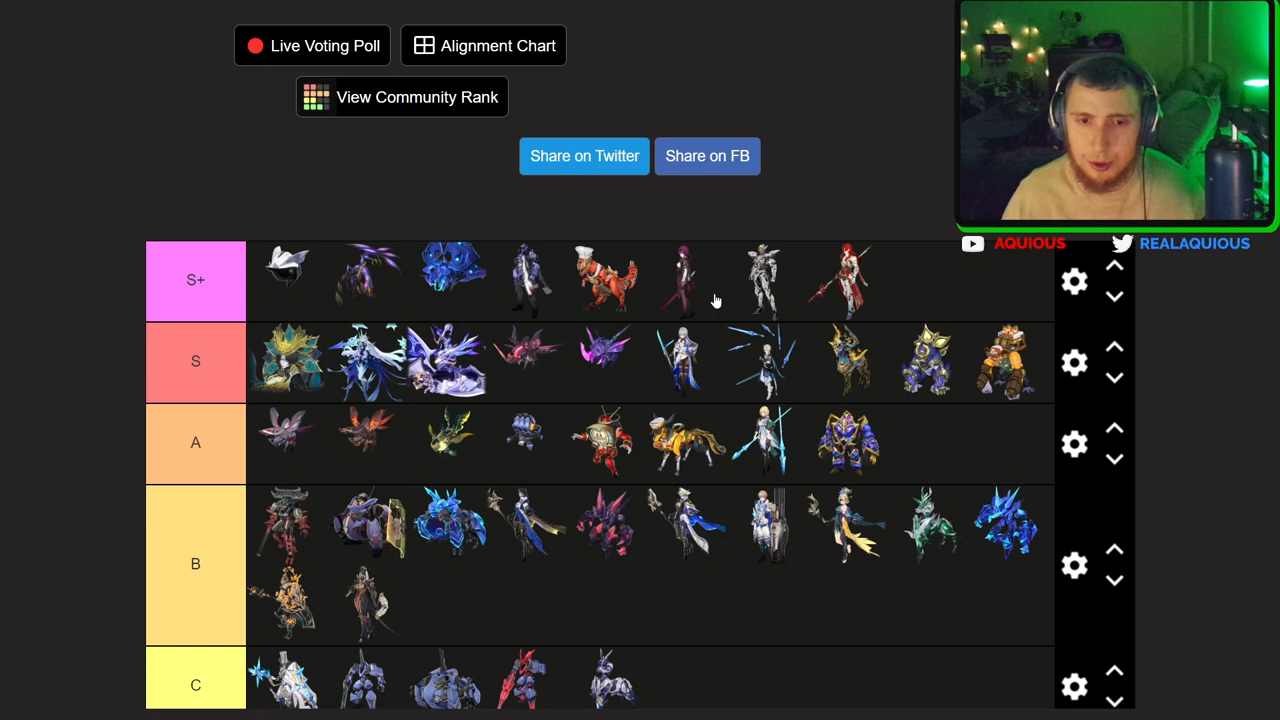 Live Voting Poll
Alignment Chart
View Community Rank
Share on Twitter
Share on FB
AQUIOUS
REALAQUIOUS
S+
S
A
B
C